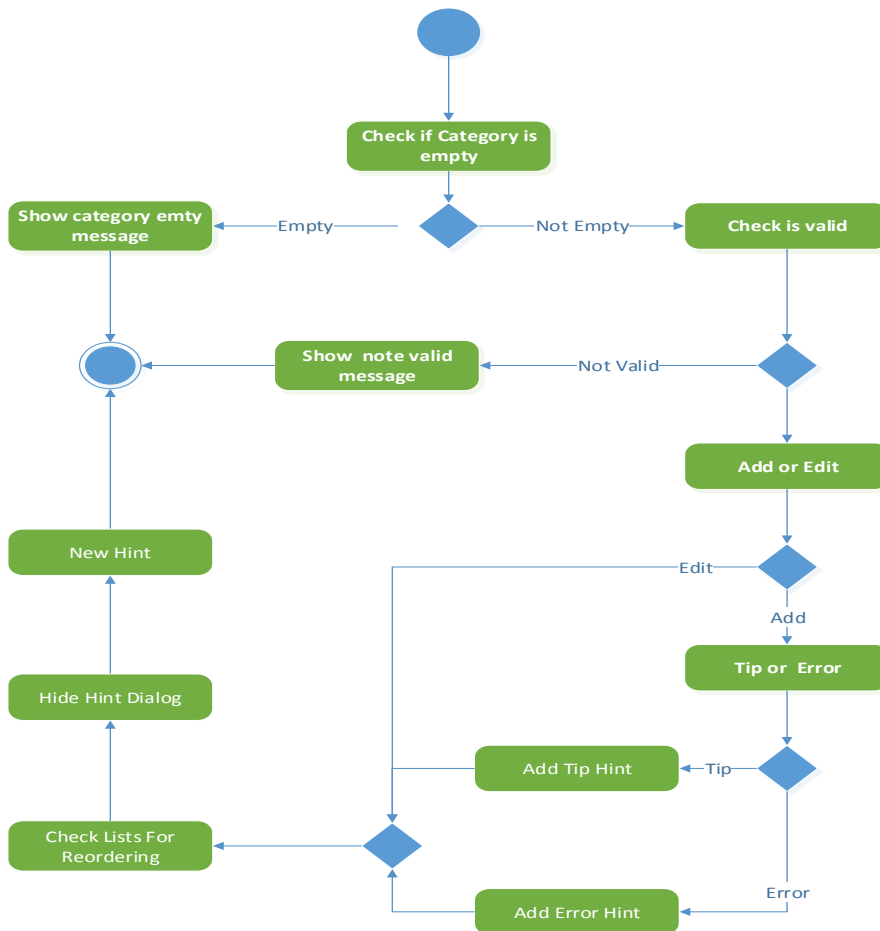 Check if Category is
empty
Show category emty
message
Empty
Not Empty
Check is valid
Show  note valid
message
Not Valid
Add or Edit
New Hint
Edit
Add
Tip or  Error
Hide Hint Dialog
Add Tip Hint
Tip
Check Lists For
Reordering
Error
Add Error Hint